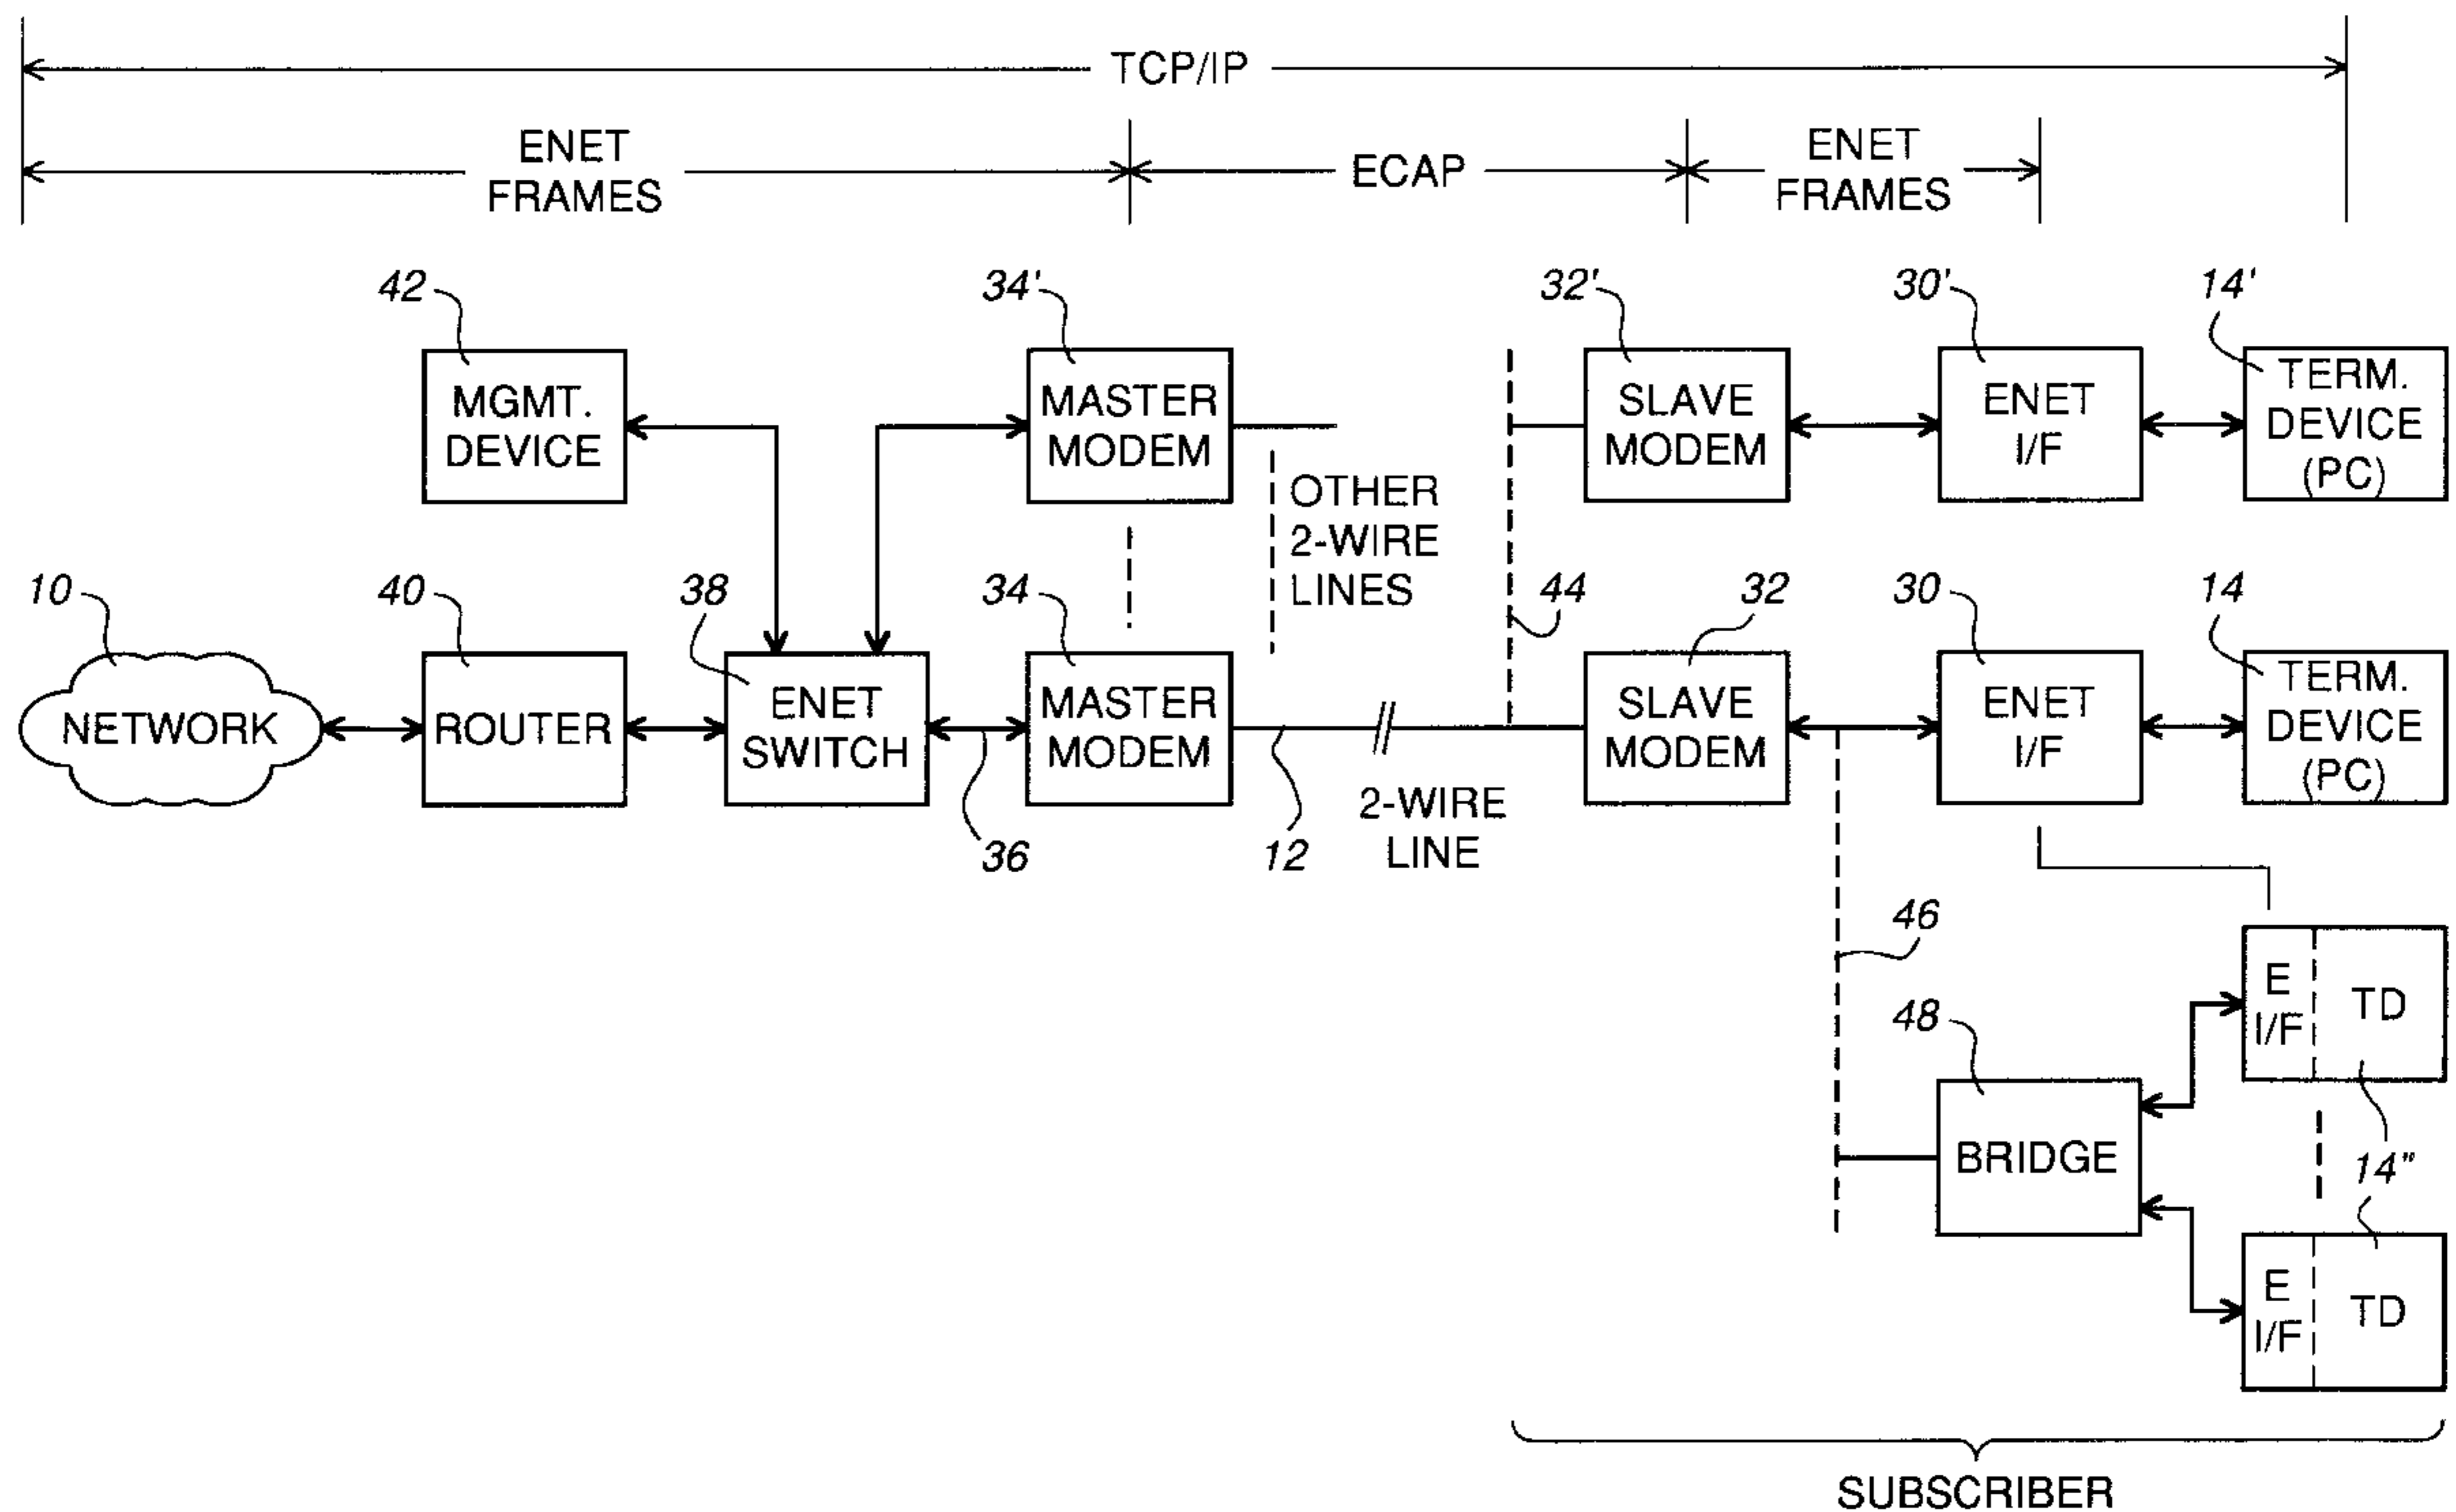 TCP/IP
ENET
FRAMES
ECAP
ENET
FRAMES
42
34'
32'
30'
14'
MGMT.
DEVICE
MASTER
MODEM
SLAVE
MODEM
ENET
I/F
TERM.
DEVICE
(PC)
OTHER
2-WIRE
LINES
10
40
38
34
44
32
30
14
NETWORK
ROUTER
ENET
SWITCH
MASTER
MODEM
SLAVE
MODEM
ENET
I/F
TERM.
DEVICE
(PC)
36
12
2-WIRE
LINE
46
E
I/F
TD
48
BRIDGE
14"
E
I/F
TD
SUBSCRIBER